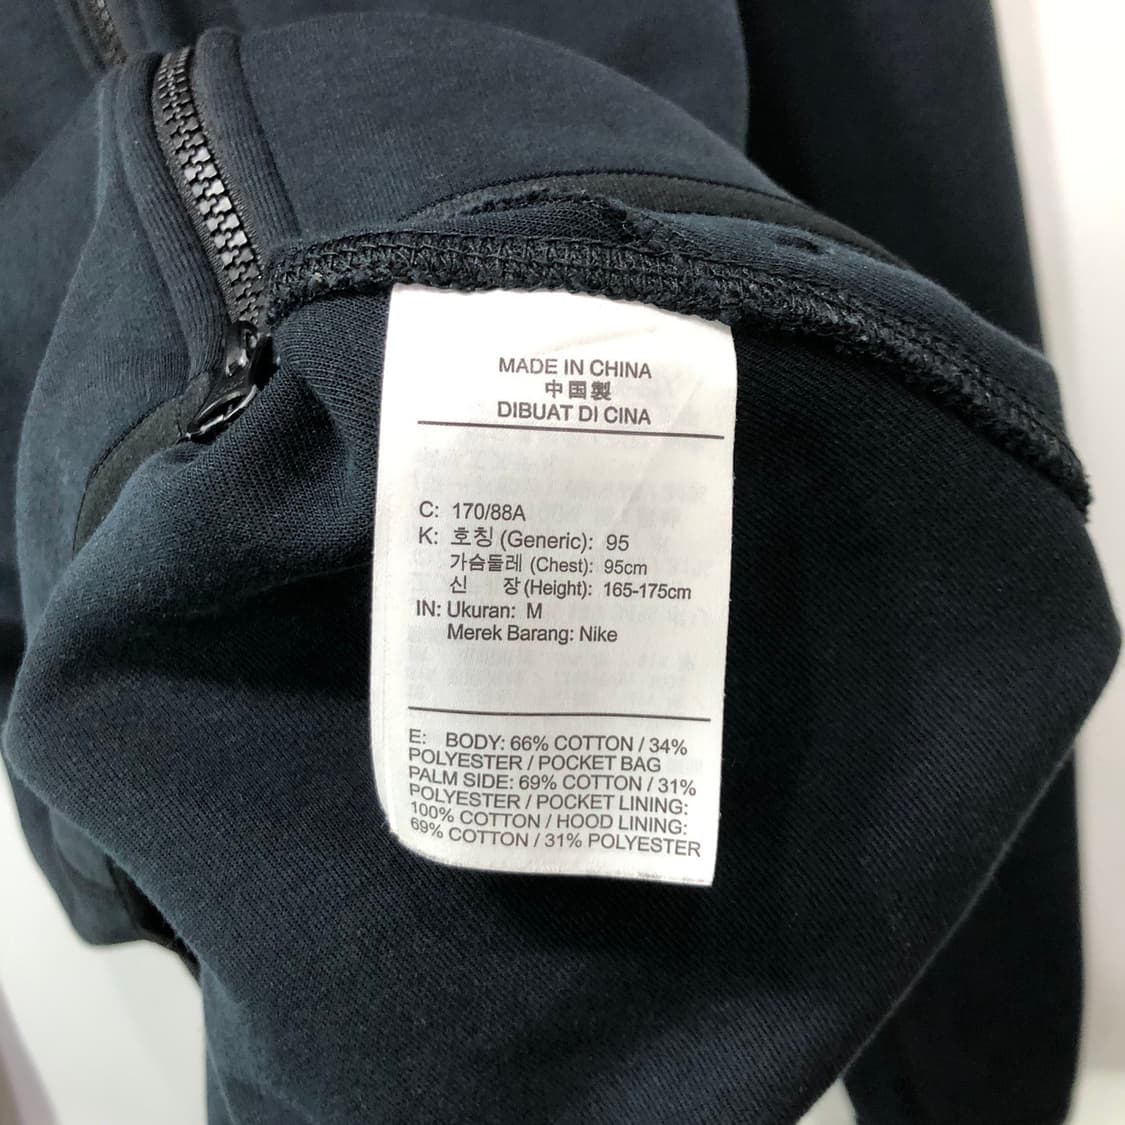 MADE IN CHINA
中国製
DIBUAT DI CINA
C: 170/88A
K: 호칭 (Generic): 95
가슴둘레 (Chest): 95cm
신 장 (Height): 165-175cm
IN: Ukuran: M
Merek Barang: Nike
E: BODY: 66% COTTON / 34%
POLYESTER / POCKET BAG
PALM SIDE: 69% COTTON / 31%
POLYESTER / POCKET LINING:
100% COTTON / HOOD LINING:
69% COTTON / 31% POLYESTER